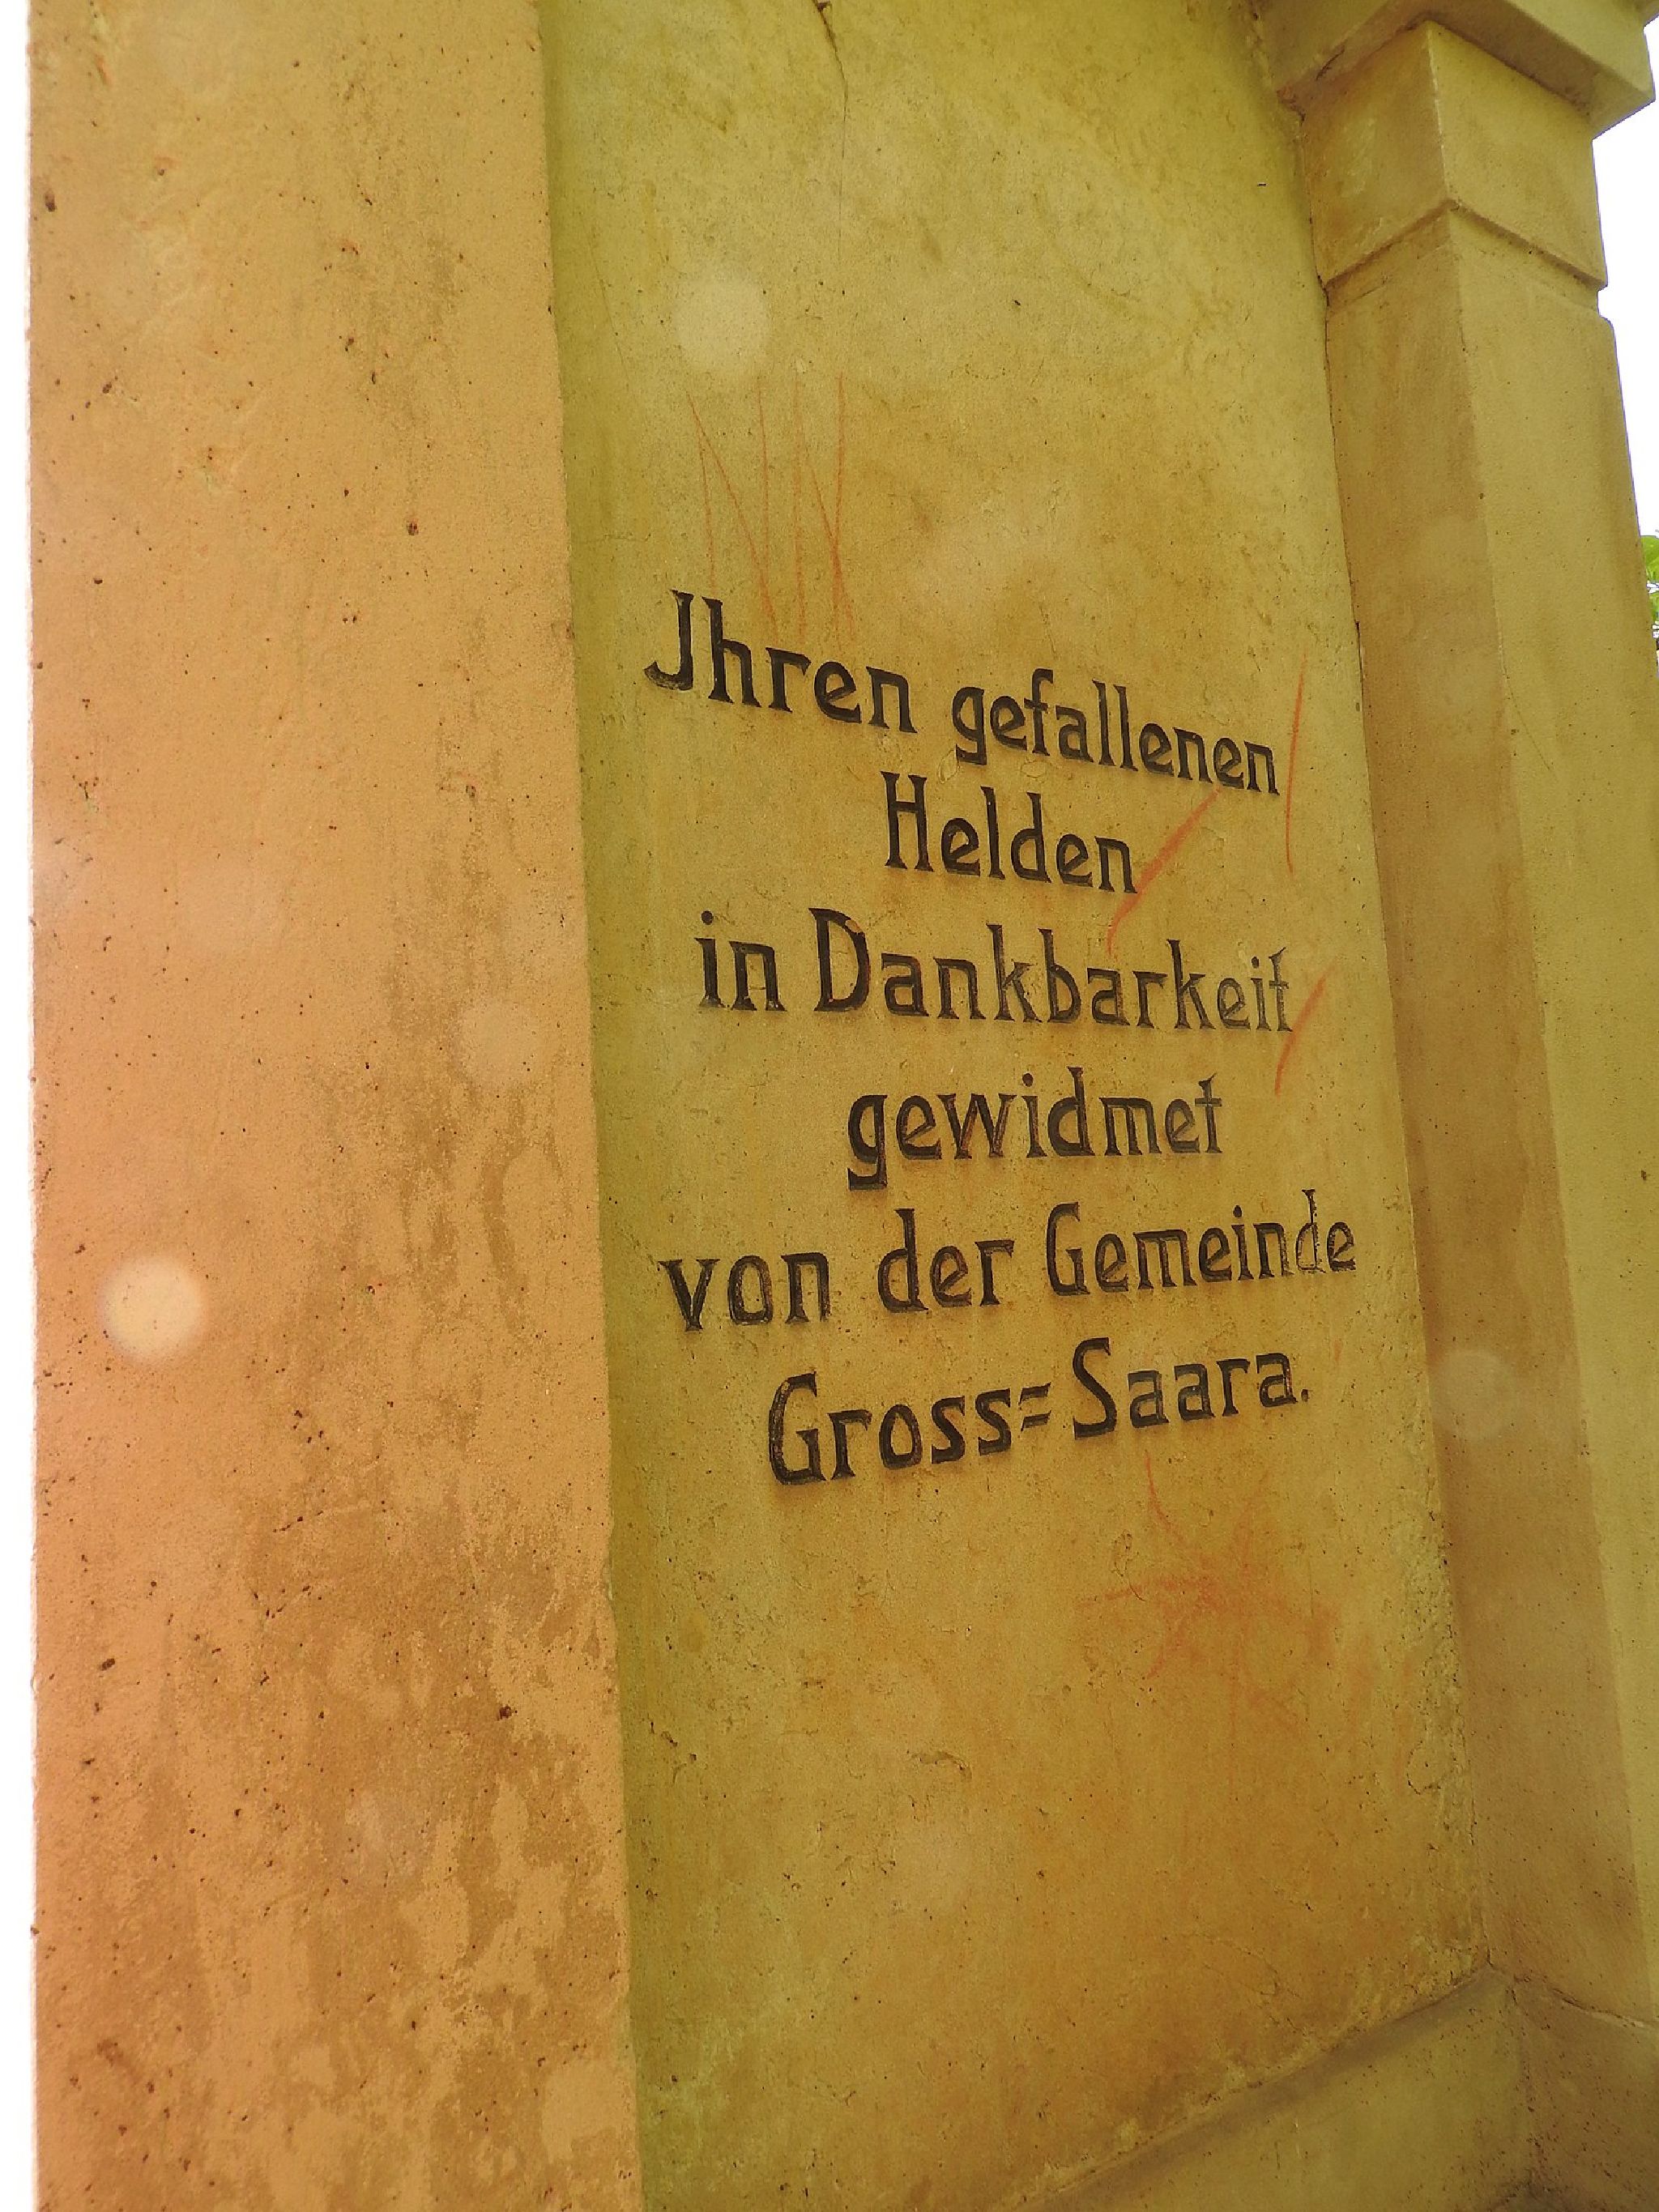 Jhren gefallenen
Helden
in Dankbarkeit
gewidmet
von der Gemeinde
Gross=Saara.